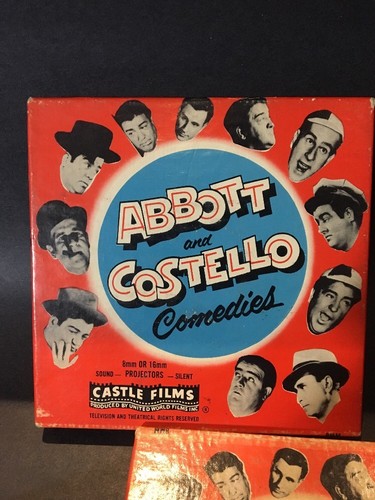 ABBOTT
and
COSTELLO
Comedies
8mm OR 16mm
SOUND — PROJECTORS — SILENT
CASTLE FILMS
PRODUCED BY UNITED WORLD FILMS INC.
TELEVISION AND THEATRICAL RIGHTS RESERVED